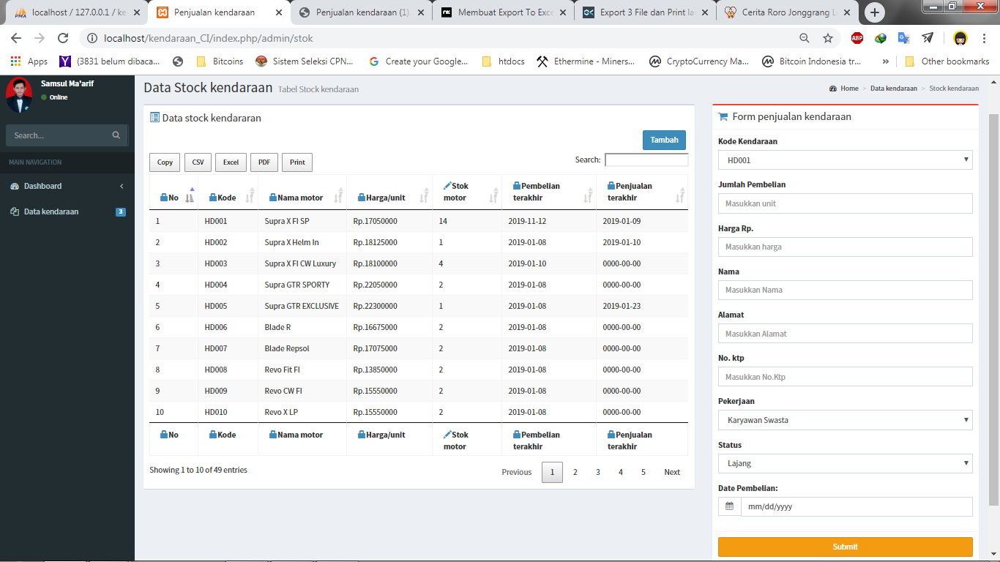 localhost / 127.0.0.1 / ke
Penjualan kendaraan
Penjualan kendaraan (1).
Membuat Export To Exce
Export 3 File dan Print la
Cerita Roro Jonggrang L
localhost/kendaraan_CI/index.php/admin/stok
Apps
(3831 belum dibaca...
Bitcoins
Sistem Seleksi CPN...
Create your Google...
htdocs
Ethermine - Miners...
CryptoCurrency Ma...
Bitcoin Indonesia tr...
»
Other bookmarks
Samsul Ma'arif
Online
Search...
MAIN NAVIGATION
Dashboard
Data kendaraan 3
Data Stock kendaraan Tabel Stock kendaraan
Home > Data kendaraan > Stock kendaraan
Data stock kendararan
Tambah
Copy CSV Excel PDF Print
Search:
No Kode Nama motor Harga/unit Stok motor Pembelian terakhir Penjualan terakhir
1 HD001 Supra X FI SP Rp.17050000 14 2019-11-12 2019-01-09
2 HD002 Supra X Helm In Rp.18125000 1 2019-01-08 2019-01-10
3 HD003 Supra X FI CW Luxury Rp.18100000 4 2019-01-10 0000-00-00
4 HD004 Supra GTR SPORTY Rp.22050000 2 2019-01-08 0000-00-00
5 HD005 Supra GTR EXCLUSIVE Rp.22300000 1 2019-01-08 2019-01-23
6 HD006 Blade R Rp.16675000 2 2019-01-08 0000-00-00
7 HD007 Blade Repsol Rp.17075000 2 2019-01-08 0000-00-00
8 HD008 Revo Fit FI Rp.13850000 2 2019-01-08 0000-00-00
9 HD009 Revo CW FI Rp.15550000 2 2019-01-08 0000-00-00
10 HD010 Revo X LP Rp.15550000 2 2019-01-08 0000-00-00
No Kode Nama motor Harga/unit Stok motor Pembelian terakhir Penjualan terakhir
Showing 1 to 10 of 49 entries
Previous 1 2 3 4 5 Next
Form penjualan kendaraan
Kode Kendaraan
HD001
Jumlah Pembelian
Masukkan unit
Harga Rp.
Masukkan harga
Nama
Masukkan Nama
Alamat
Masukkan Alamat
No. ktp
Masukkan No.Ktp
Pekerjaan
Karyawan Swasta
Status
Lajang
Date Pembelian:
mm/dd/yyyy
Submit